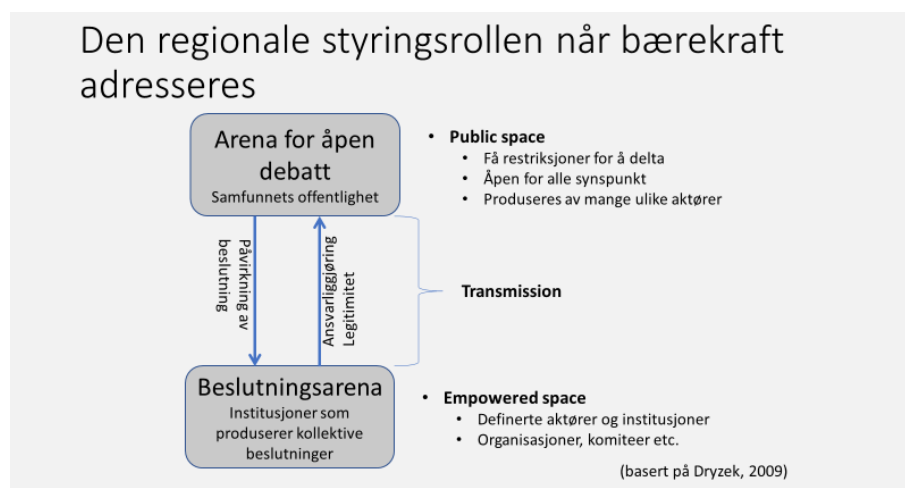 Den regionale styringsrollen når bærekraft
adresseres
Arena for åpen
debatt
Samfunnets offentlighet
• Public space
• Få restriksjoner for å delta
• Åpen for alle synspunkt
• Produseres av mange ulike aktører
Påvirkning av
beslutning
Ansvarliggjøring
Legitimitet
Transmission
Beslutningsarena
Institusjoner som
produserer kollektive
beslutninger
• Empowered space
• Definerte aktører og institusjoner
• Organisasjoner, komiteer etc.
(basert på Dryzek, 2009)